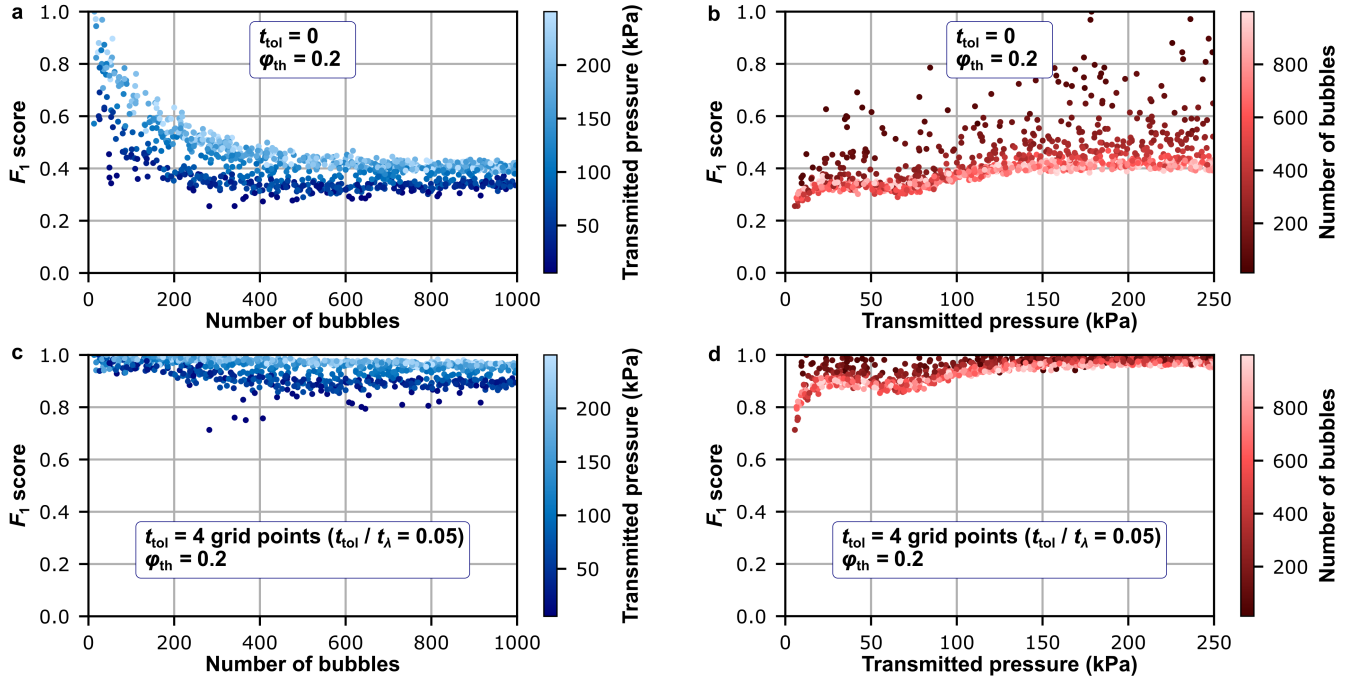 a
t_tol = 0
φ_th = 0.2
F₁ score
1.0
0.8
0.6
0.4
0.2
0.0
0 200 400 600 800 1000
Number of bubbles
200
150
100
50
Transmitted pressure (kPa)
b
t_tol = 0
φ_th = 0.2
F₁ score
1.0
0.8
0.6
0.4
0.2
0.0
0 50 100 150 200 250
Transmitted pressure (kPa)
800
600
400
200
Number of bubbles
c
F₁ score
1.0
0.8
0.6
0.4
0.2
0.0
t_tol = 4 grid points (t_tol / t_λ = 0.05)
φ_th = 0.2
0 200 400 600 800 1000
Number of bubbles
200
150
100
50
Transmitted pressure (kPa)
d
F₁ score
1.0
0.8
0.6
0.4
0.2
0.0
t_tol = 4 grid points (t_tol / t_λ = 0.05)
φ_th = 0.2
0 50 100 150 200 250
Transmitted pressure (kPa)
800
600
400
200
Number of bubbles